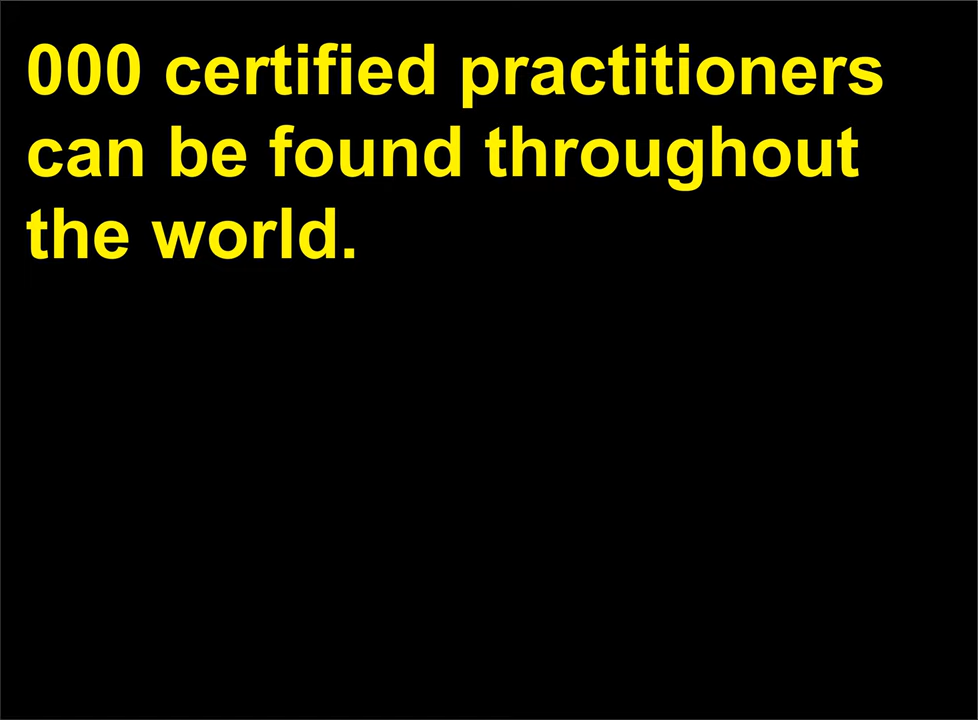 000 certified practitioners
can be found throughout
the world.